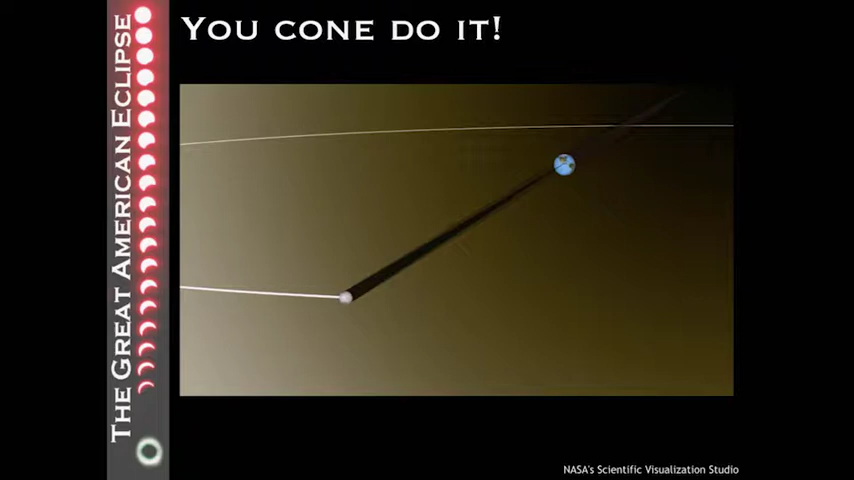 You cone do it!
The Great American Eclipse
NASA's Scientific Visualization Studio